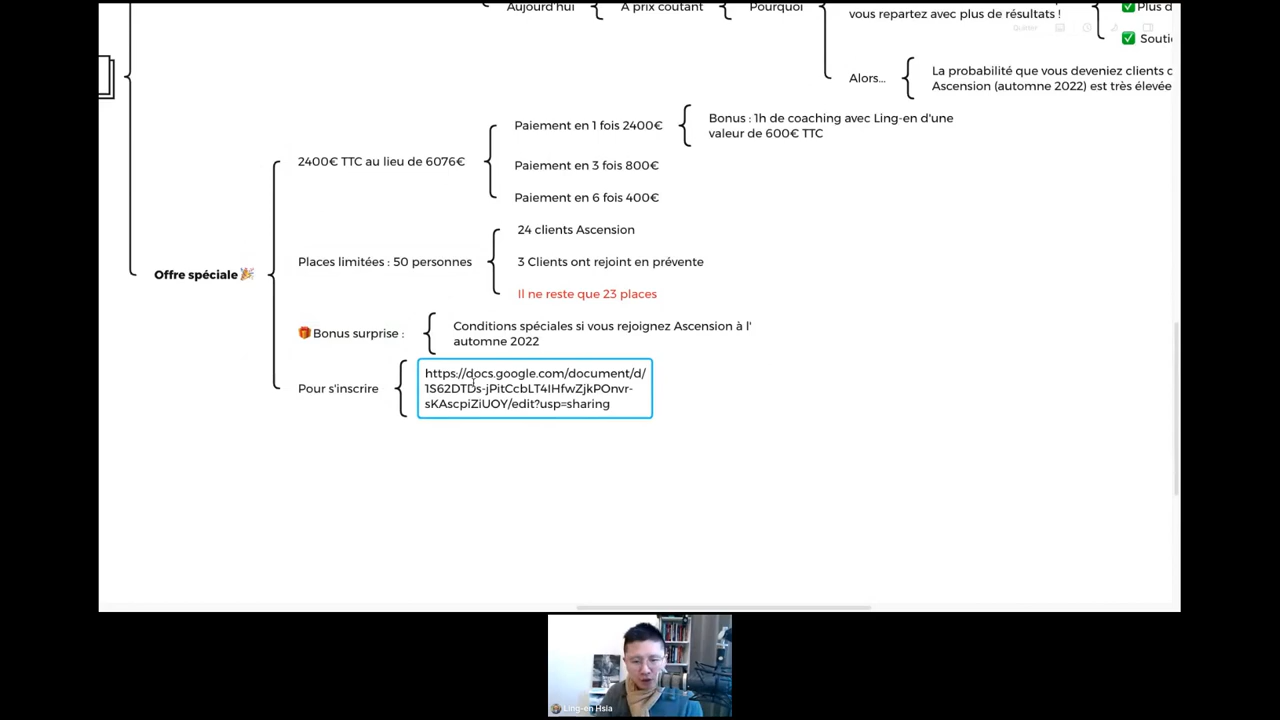 Aujourd'hui
A prix coutant
Pourquoi
vous repartez avec plus de résultats !
Plus d
Quitter
Souti
Alors...
La probabilité que vous deveniez clients d
Ascension (automne 2022) est très élevée
Paiement en 1 fois 2400€
Bonus : 1h de coaching avec Ling-en d'une
valeur de 600€ TTC
2400€ TTC au lieu de 6076€
Paiement en 3 fois 800€
Paiement en 6 fois 400€
24 clients Ascension
Places limitées : 50 personnes
3 Clients ont rejoint en prévente
Offre spéciale🎉
Il ne reste que 23 places
🎁Bonus surprise :
Conditions spéciales si vous rejoignez Ascension à l'
automne 2022
Pour s'inscrire
https://docs.google.com/document/d/
1S62DTDs-jPitCcbLT4IHfwZjkPOnvr-
sKAscpiZiUOY/edit?usp=sharing
Ling-en Hsia